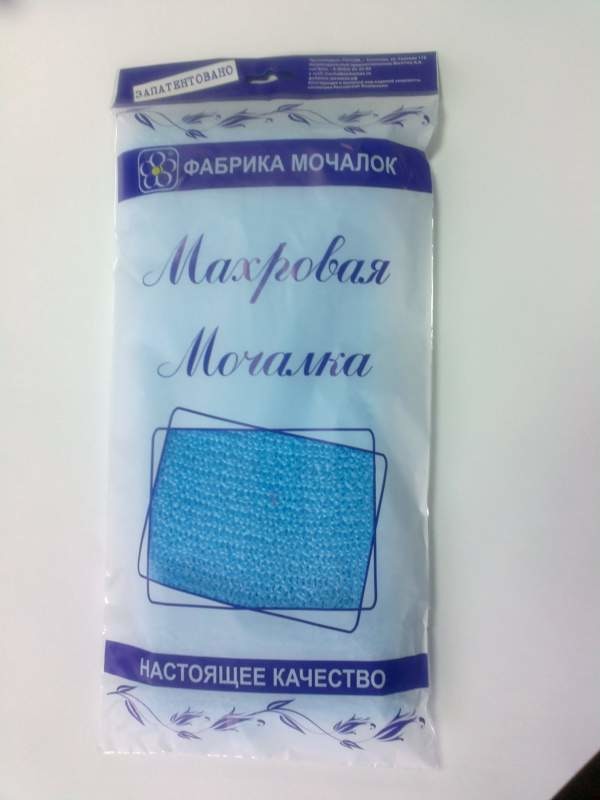 ЗАПАТЕНТОВАНО
ФАБРИКА МОЧАЛОК
Махровая
Мочалка
НАСТОЯЩЕЕ КАЧЕСТВО